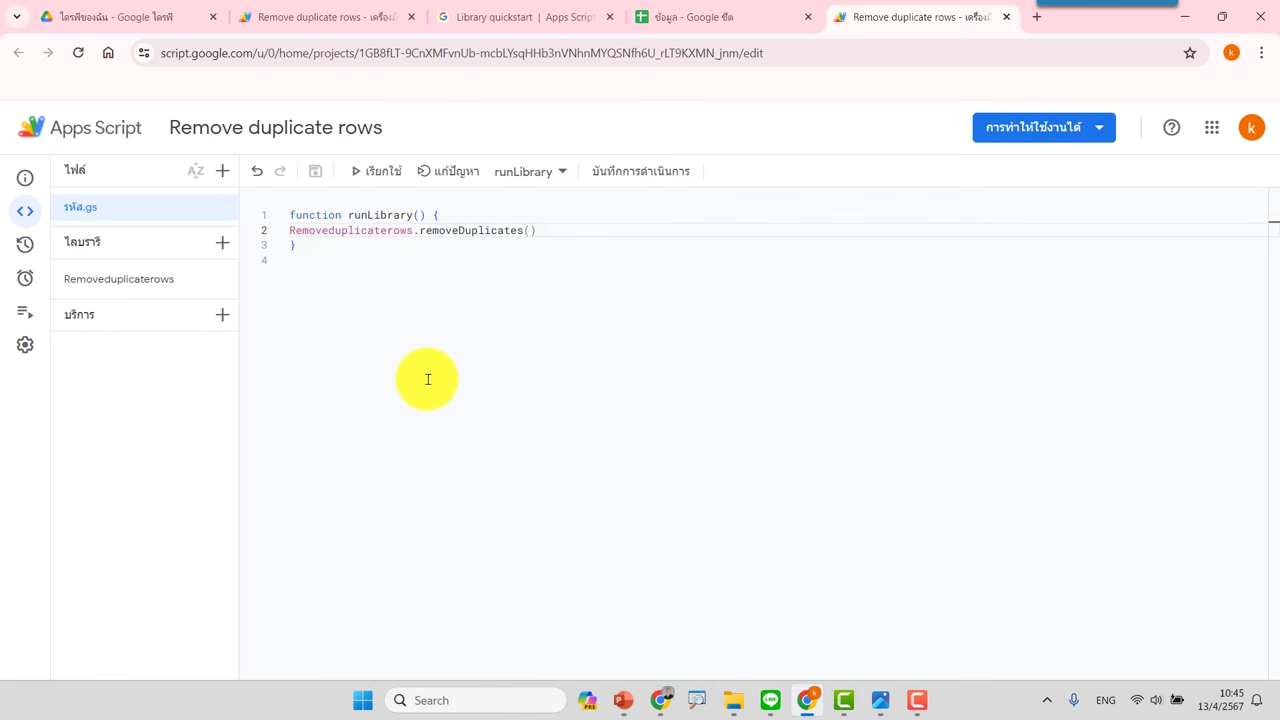 ไดรฟ์ของฉัน - Google ไดรฟ์
Remove duplicate rows - เครื่องมื
Library quickstart | Apps Scrip
ข้อมูล - Google ชีต
Remove duplicate rows - เครื่องมื
script.google.com/u/0/home/projects/1GB8fLT-9CnXMFvnUb-mcbLYsqHHb3nVNhnMYQSNfh6U_rLT9KXMN_jnm/edit
k
Apps Script
Remove duplicate rows
การทำให้ใช้งานได้
k
ไฟล์
AZ
เรียกใช้
แก้ปัญหา
runLibrary
บันทึกการดำเนินการ
รหัส.gs
ไลบรารี
Removeduplicaterows
บริการ
1 function runLibrary() {
2 Removeduplicaterows.removeDuplicates()
3 }
4
Search
PRE
LINE
k
ENG
10:45
13/4/2567